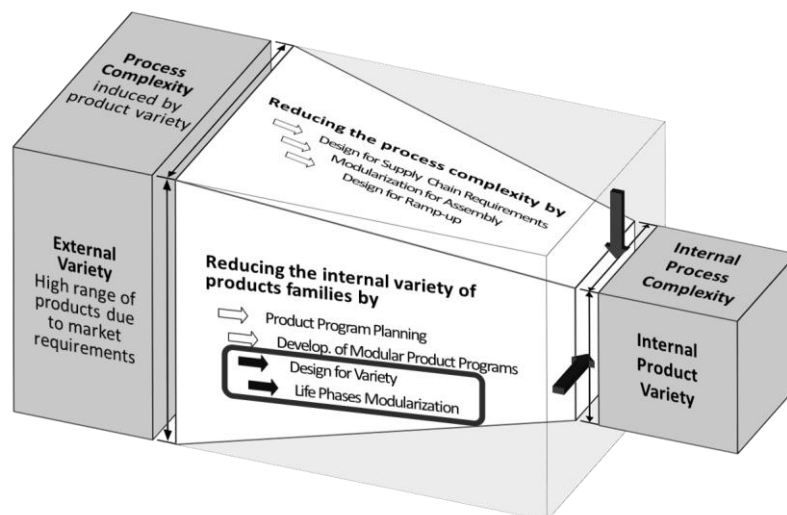 Process
Complexity
induced by
product variety
Reducing the process complexity by
Design for Supply Chain Requirements
Modularization for Assembly
Design for Ramp-up
External
Variety
High range of
products due
to market
requirements
Reducing the internal variety of
products families by
Product Program Planning
Develop. of Modular Product Programs
Design for Variety
Life Phases Modularization
Internal
Process
Complexity
Internal
Product
Variety